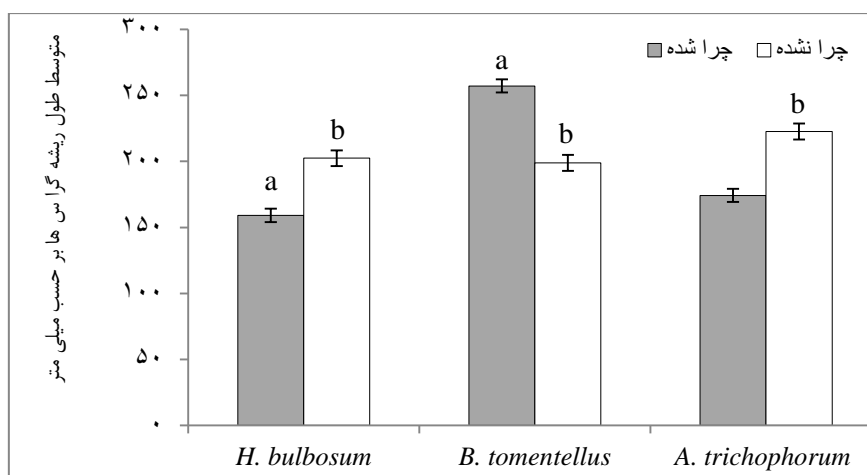 متوسط طول ریشه گراس ها بر حسب میلی متر
۳۰۰
۲۵۰
۲۰۰
۱۵۰
۱۰۰
۵۰
۰
چرا شده
چرا نشده
a
b
a
b
b
H. bulbosum
B. tomentellus
A. trichophorum